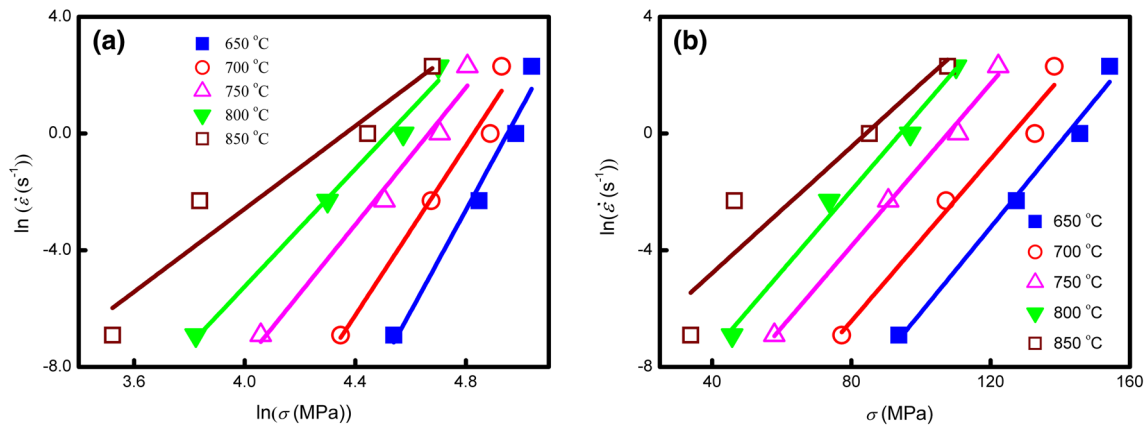 (a)
4.0
0.0
-4.0
-8.0
ln (ε̇ (s⁻¹))
650 °C
700 °C
750 °C
800 °C
850 °C
3.6
4.0
4.4
4.8
ln(σ (MPa))
(b)
4.0
0
-4
-8
ln(ε̇ (s⁻¹))
650 °C
700 °C
750 °C
800 °C
850 °C
40
80
120
160
σ (MPa)